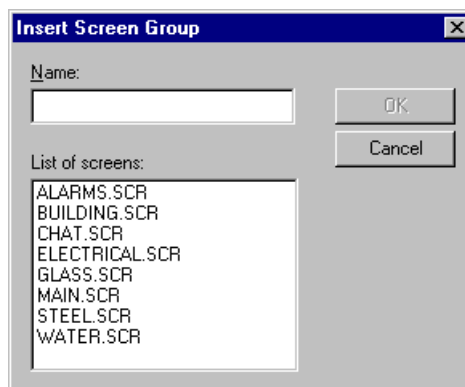 Insert Screen Group
Name:
OK
Cancel
List of screens:
ALARMS.SCR
BUILDING.SCR
CHAT.SCR
ELECTRICAL.SCR
GLASS.SCR
MAIN.SCR
STEEL.SCR
WATER.SCR